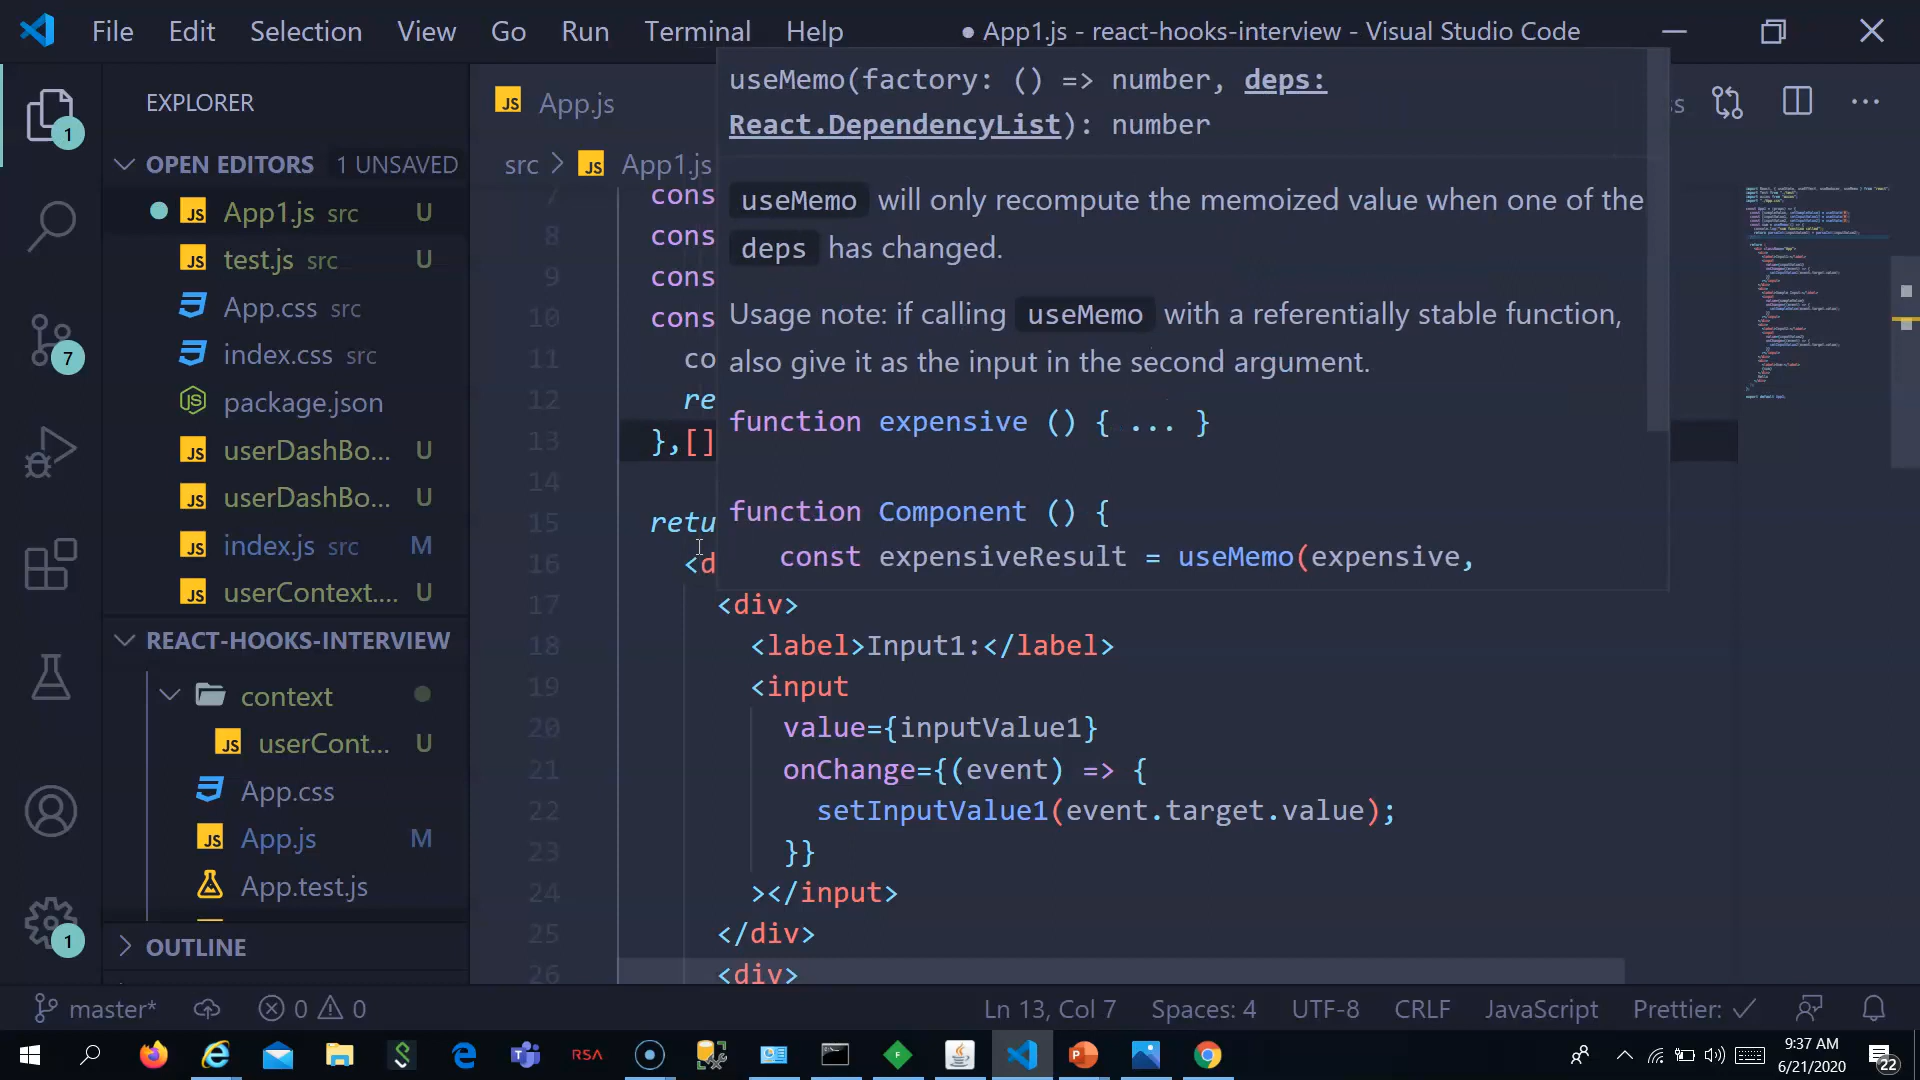 File Edit Selection View Go Run Terminal Help ● App1.js - react-hooks-interview - Visual Studio Code
EXPLORER
OPEN EDITORS 1 UNSAVED
App1.js src U
test.js src U
App.css src
index.css src
package.json
userDashBo... U
userDashBo... U
index.js src M
userContext.... U
REACT-HOOKS-INTERVIEW
context
userCont... U
App.css
App.js M
App.test.js
OUTLINE
JS App.js
src > JS App1.js
useMemo(factory: () => number, deps:
React.DependencyList): number
useMemo will only recompute the memoized value when one of the
deps has changed.
Usage note: if calling useMemo with a referentially stable function,
also give it as the input in the second argument.
function expensive () { ... }
function Component () {
const expensiveResult = useMemo(expensive,
7 cons
8 cons
9 cons
10 cons
11 co
12 re
13 },[]
14
15 retu
16 <d
17 <div>
18 <label>Input1:</label>
19 <input
20 value={inputValue1}
21 onChange={(event) => {
22 setInputValue1(event.target.value);
23 }}
24 ></input>
25 </div>
26 <div>
master* 0 0 Ln 13, Col 7 Spaces: 4 UTF-8 CRLF JavaScript Prettier: ✓
RSA
9:37 AM
6/21/2020
22